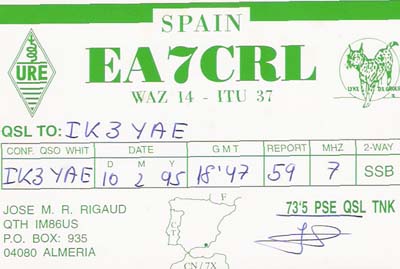 SPAIN
EA7CRL
WAZ 14 - ITU 37
URE
QSL TO: IK3YAE
CONF. QSO WHIT DATE GMT REPORT MHZ 2-WAY
D M Y
IK3YAE 10 2 95 18'47 59 7 SSB
JOSE M. R. RIGAUD
QTH IM86US
P.O. BOX: 935
04080 ALMERIA
F
CT
CN/7X
73'5 PSE QSL TNK